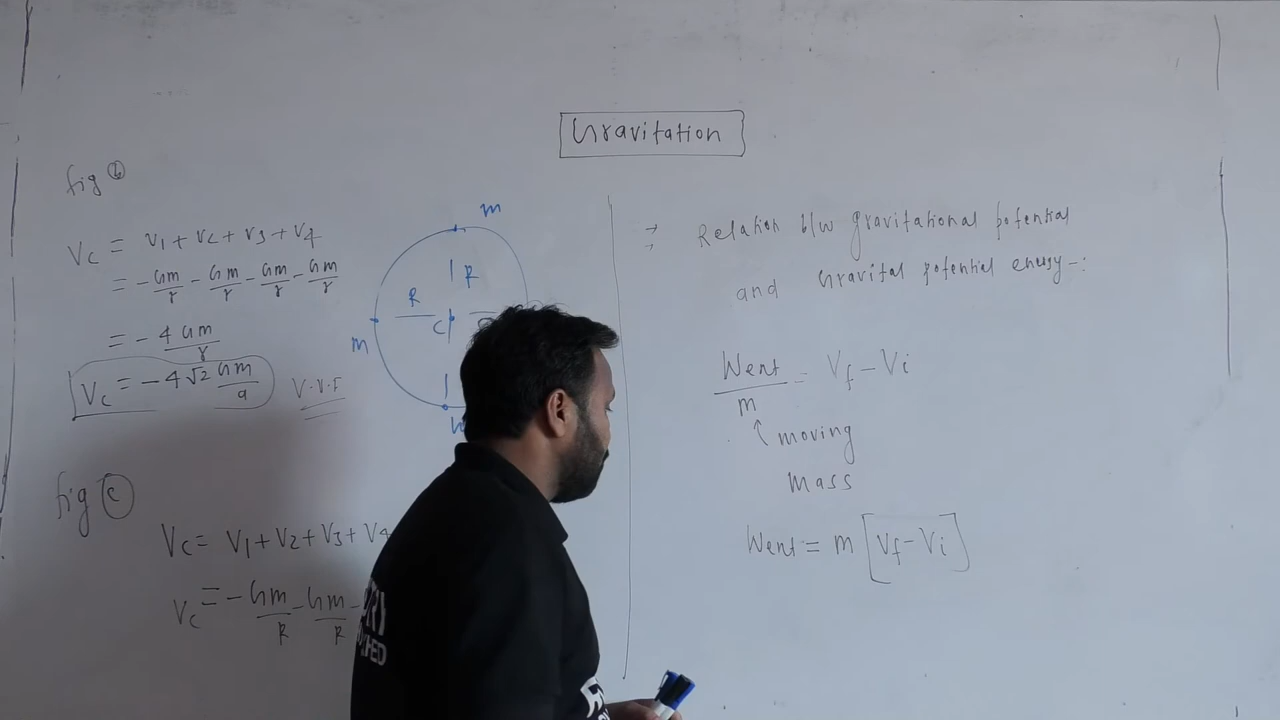 Gravitation
fig (b)
Vc = V1 + V2 + V3 + V4
= -Gm/r - Gm/r - Gm/r - Gm/r
= -4Gm/r
Vc = -4√2 Gm/a
V.V.I
m
R
R
m
C
fig (c)
Vc = V1 + V2 + V3 + V4
Vc = -Gm/R - Gm/R -
⇒ Relation b/w gravitational potential
and Gravital potential energy-:
Wext/m = Vf - Vi
↑ moving
mass
Wext = m [Vf - Vi]